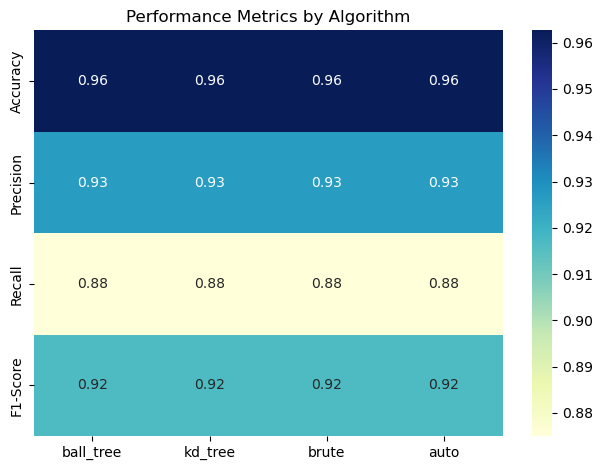 Performance Metrics by Algorithm
Accuracy
0.96 0.96 0.96 0.96
Precision
0.93 0.93 0.93 0.93
Recall
0.88 0.88 0.88 0.88
F1-Score
0.92 0.92 0.92 0.92
ball_tree kd_tree brute auto
0.96
0.95
0.94
0.93
0.92
0.91
0.90
0.89
0.88